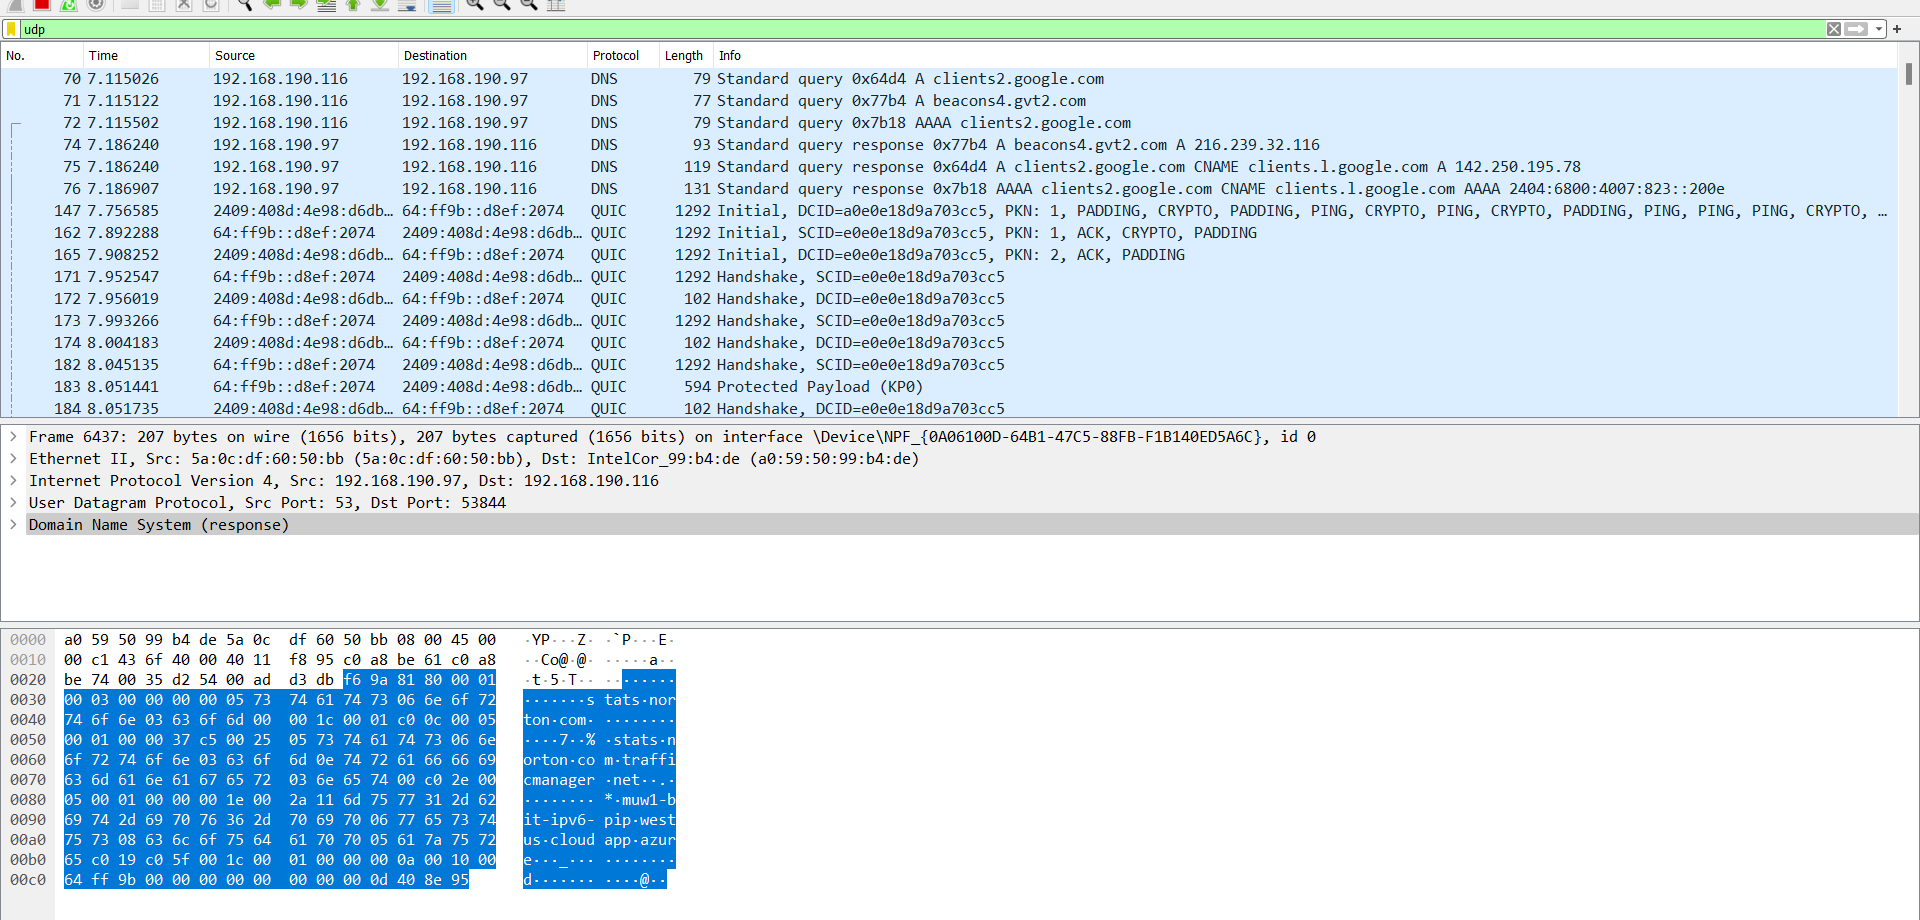 udp
No. Time Source Destination Protocol Length Info
70 7.115026 192.168.190.116 192.168.190.97 DNS 79 Standard query 0x64d4 A clients2.google.com
71 7.115122 192.168.190.116 192.168.190.97 DNS 77 Standard query 0x77b4 A beacons4.gvt2.com
72 7.115502 192.168.190.116 192.168.190.97 DNS 79 Standard query 0x7b18 AAAA clients2.google.com
74 7.186240 192.168.190.97 192.168.190.116 DNS 93 Standard query response 0x77b4 A beacons4.gvt2.com A 216.239.32.116
75 7.186240 192.168.190.97 192.168.190.116 DNS 119 Standard query response 0x64d4 A clients2.google.com CNAME clients.l.google.com A 142.250.195.78
76 7.186907 192.168.190.97 192.168.190.116 DNS 131 Standard query response 0x7b18 AAAA clients2.google.com CNAME clients.l.google.com AAAA 2404:6800:4007:823::200e
147 7.756585 2409:408d:4e98:d6db… 64:ff9b::d8ef:2074 QUIC 1292 Initial, DCID=a0e0e18d9a703cc5, PKN: 1, PADDING, CRYPTO, PADDING, PING, CRYPTO, PING, CRYPTO, PADDING, PING, PING, PING, CRYPTO, …
162 7.892288 64:ff9b::d8ef:2074 2409:408d:4e98:d6db… QUIC 1292 Initial, SCID=e0e0e18d9a703cc5, PKN: 1, ACK, CRYPTO, PADDING
165 7.908252 2409:408d:4e98:d6db… 64:ff9b::d8ef:2074 QUIC 1292 Initial, DCID=e0e0e18d9a703cc5, PKN: 2, ACK, PADDING
171 7.952547 64:ff9b::d8ef:2074 2409:408d:4e98:d6db… QUIC 1292 Handshake, SCID=e0e0e18d9a703cc5
172 7.956019 2409:408d:4e98:d6db… 64:ff9b::d8ef:2074 QUIC 102 Handshake, DCID=e0e0e18d9a703cc5
173 7.993266 64:ff9b::d8ef:2074 2409:408d:4e98:d6db… QUIC 1292 Handshake, SCID=e0e0e18d9a703cc5
174 8.004183 2409:408d:4e98:d6db… 64:ff9b::d8ef:2074 QUIC 102 Handshake, DCID=e0e0e18d9a703cc5
182 8.045135 64:ff9b::d8ef:2074 2409:408d:4e98:d6db… QUIC 1292 Handshake, SCID=e0e0e18d9a703cc5
183 8.051441 64:ff9b::d8ef:2074 2409:408d:4e98:d6db… QUIC 594 Protected Payload (KP0)
184 8.051735 2409:408d:4e98:d6db… 64:ff9b::d8ef:2074 QUIC 102 Handshake, DCID=e0e0e18d9a703cc5
Frame 6437: 207 bytes on wire (1656 bits), 207 bytes captured (1656 bits) on interface \Device\NPF_{0A06100D-64B1-47C5-88FB-F1B140ED5A6C}, id 0
Ethernet II, Src: 5a:0c:df:60:50:bb (5a:0c:df:60:50:bb), Dst: IntelCor_99:b4:de (a0:59:50:99:b4:de)
Internet Protocol Version 4, Src: 192.168.190.97, Dst: 192.168.190.116
User Datagram Protocol, Src Port: 53, Dst Port: 53844
Domain Name System (response)
0000 a0 59 50 99 b4 de 5a 0c df 60 50 bb 08 00 45 00 ·YP···Z· ·`P···E·
0010 00 c1 43 6f 40 00 40 11 f8 95 c0 a8 be 61 c0 a8 ··Co@·@· ·····a··
0020 be 74 00 35 d2 54 00 ad d3 db f6 9a 81 80 00 01 ·t·5·T·· ········
0030 00 03 00 00 00 00 05 73 74 61 74 73 06 6e 6f 72 ·······s tats·nor
0040 74 6f 6e 03 63 6f 6d 00 00 1c 00 01 c0 0c 00 05 ton·com· ········
0050 00 01 00 00 37 c5 00 25 05 73 74 61 74 73 06 6e ····7··% ·stats·n
0060 6f 72 74 6f 6e 03 63 6f 6d 0e 74 72 61 66 66 69 orton·co m·traffi
0070 63 6d 61 6e 61 67 65 72 03 6e 65 74 00 c0 2e 00 cmanager ·net··.·
0080 05 00 01 00 00 00 1e 00 2a 11 6d 75 77 31 2d 62 ········ *·muw1-b
0090 69 74 2d 69 70 76 36 2d 70 69 70 06 77 65 73 74 it-ipv6- pip·west
00a0 75 73 08 63 6c 6f 75 64 61 70 70 05 61 7a 75 72 us·cloud app·azur
00b0 65 c0 19 c0 5f 00 1c 00 01 00 00 00 0a 00 10 00 e···_··· ········
00c0 64 ff 9b 00 00 00 00 00 00 00 00 0d 40 8e 95 d······· ····@··